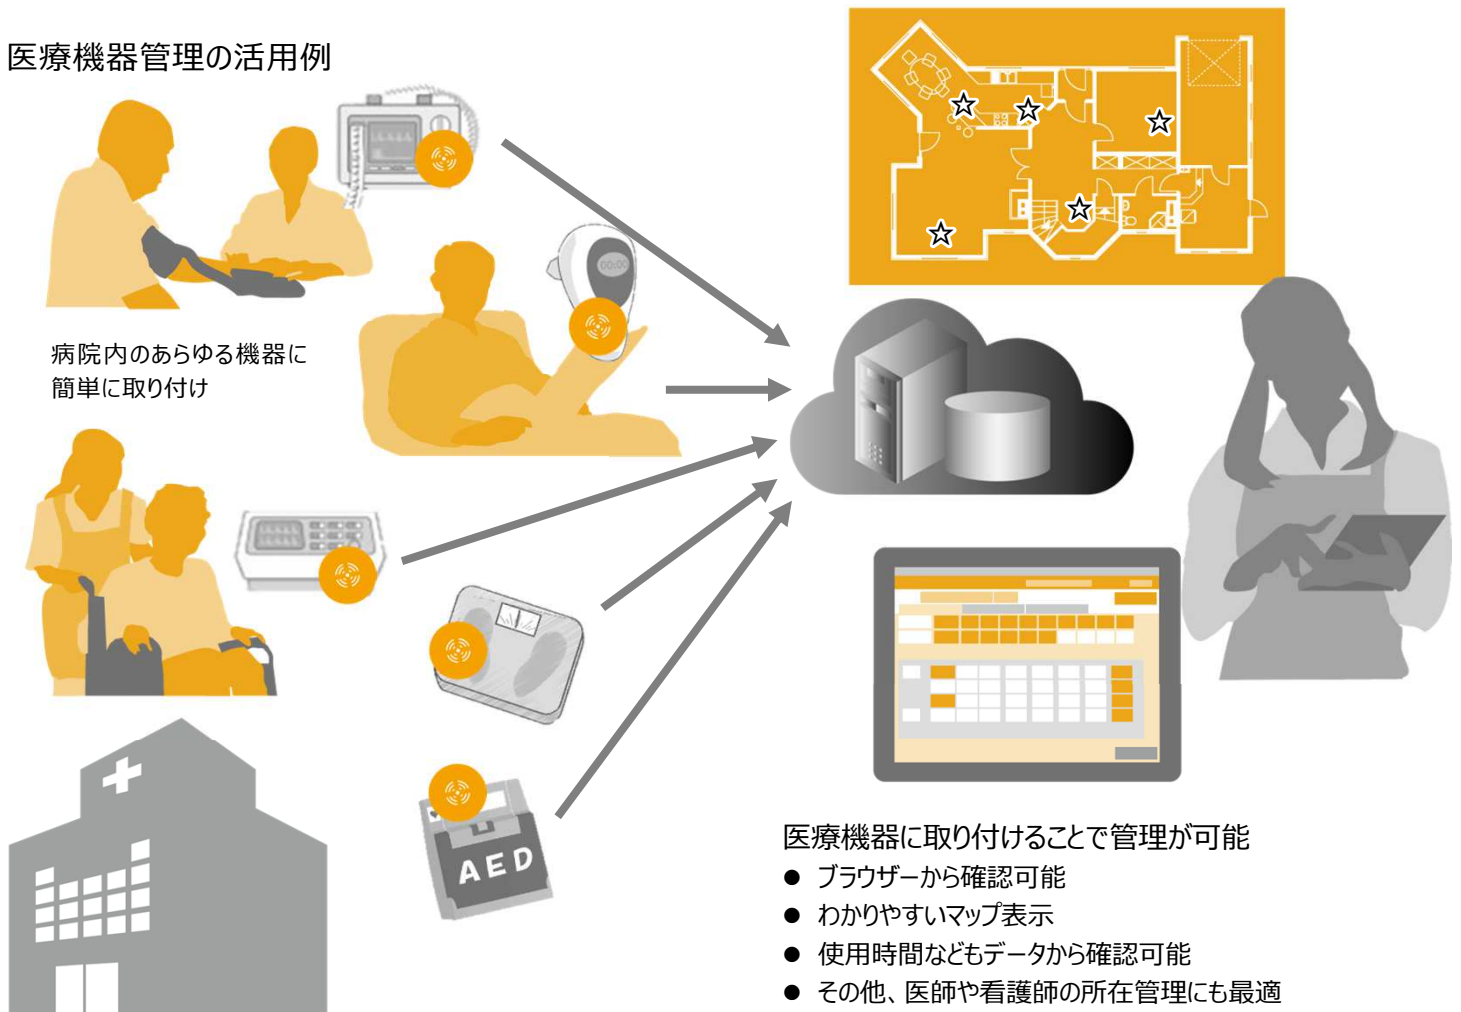 医療機器管理の活用例
00:00
病院内のあらゆる機器に
簡単に取り付け
AED
医療機器に取り付けることで管理が可能
● ブラウザーから確認可能
● わかりやすいマップ表示
● 使用時間などもデータから確認可能
● その他、医師や看護師の所在管理にも最適